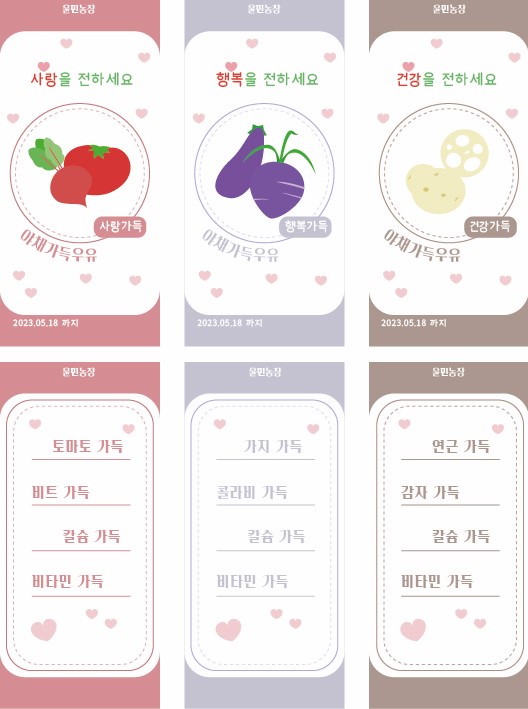 울민농장
사랑을 전하세요
사랑가득
야채가득우유
2023.05.18 까지
울민농장
행복을 전하세요
행복가득
야채가득우유
2023.05.18 까지
울민농장
건강을 전하세요
건강가득
야채가득우유
2023.05.18 까지
울민농장
토마토 가득
비트 가득
칼슘 가득
비타민 가득
울민농장
가지 가득
콜라비 가득
칼슘 가득
비타민 가득
울민농장
연근 가득
감자 가득
칼슘 가득
비타민 가득